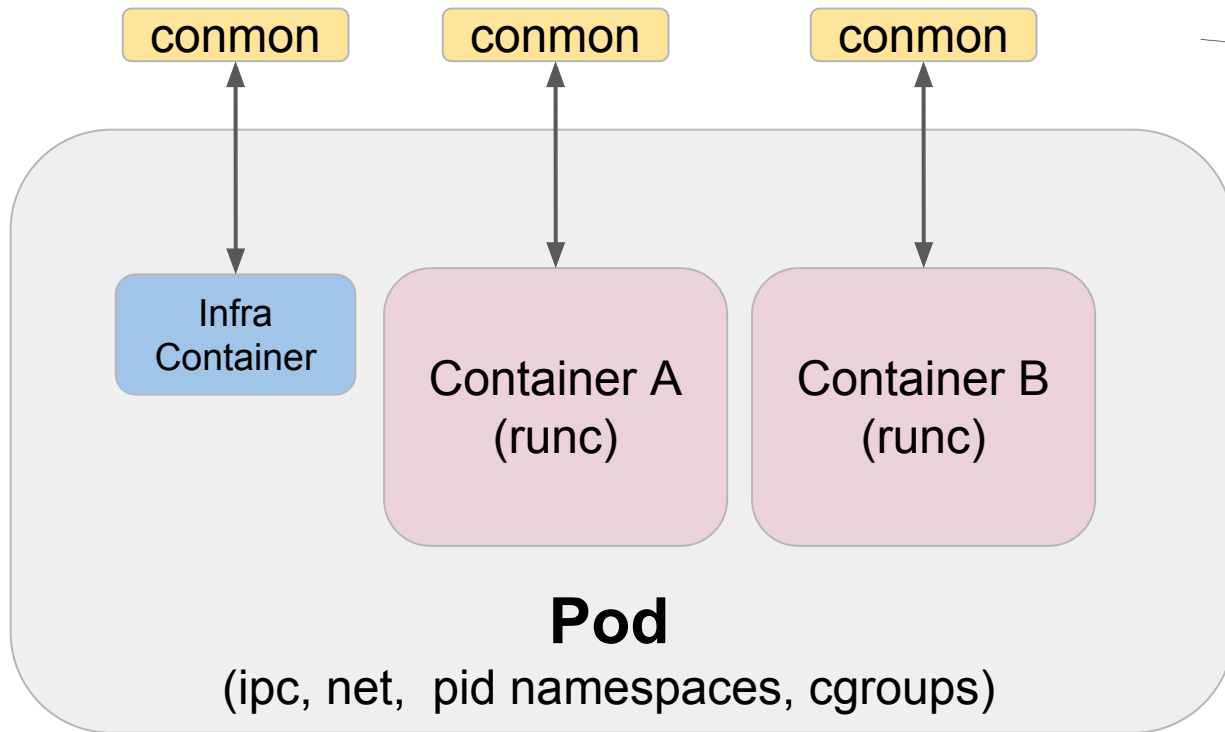 conmon
conmon
conmon
Infra
Container
Container A
(runc)
Container B
(runc)
Pod
(ipc, net,  pid namespaces, cgroups)